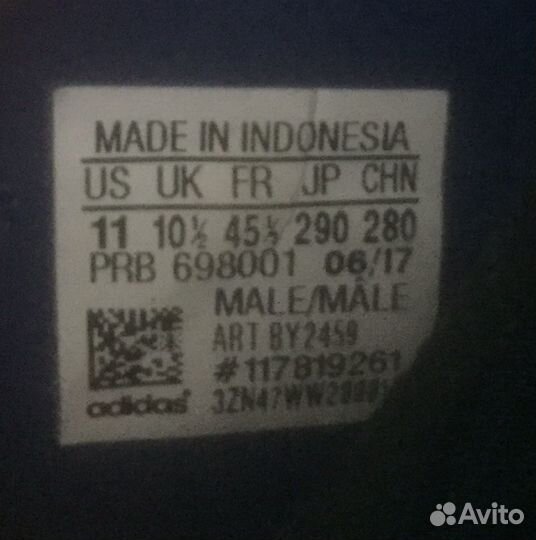 MADE IN INDONESIA
US UK FR JP CHN
11 10½ 45⅓ 290 280
PRB 698001 06/17
MALE/MÂLE
ART BY2459
#117819261
adidas
Avito